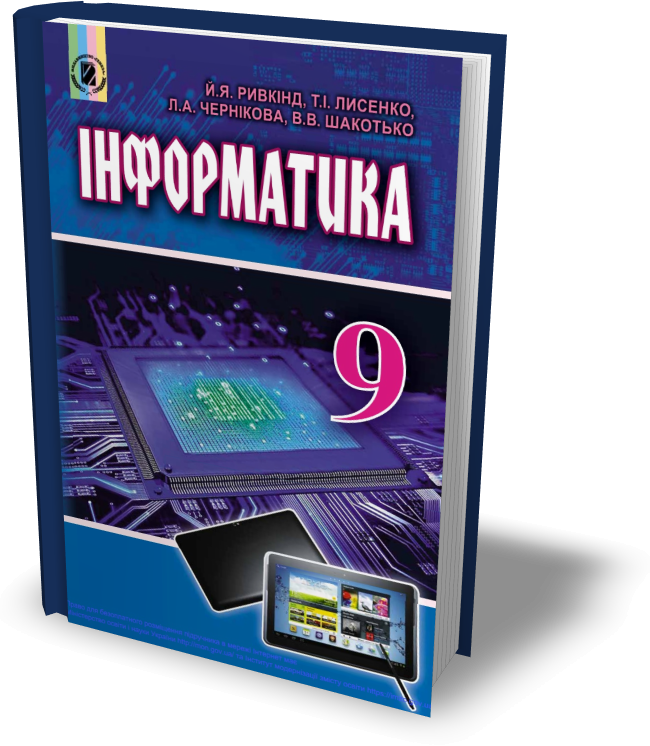 Й.Я. РИВКІНД, Т.І. ЛИСЕНКО,
Л.А. ЧЕРНІКОВА, В.В. ШАКОТЬКО
ІНФОРМАТИКА
9